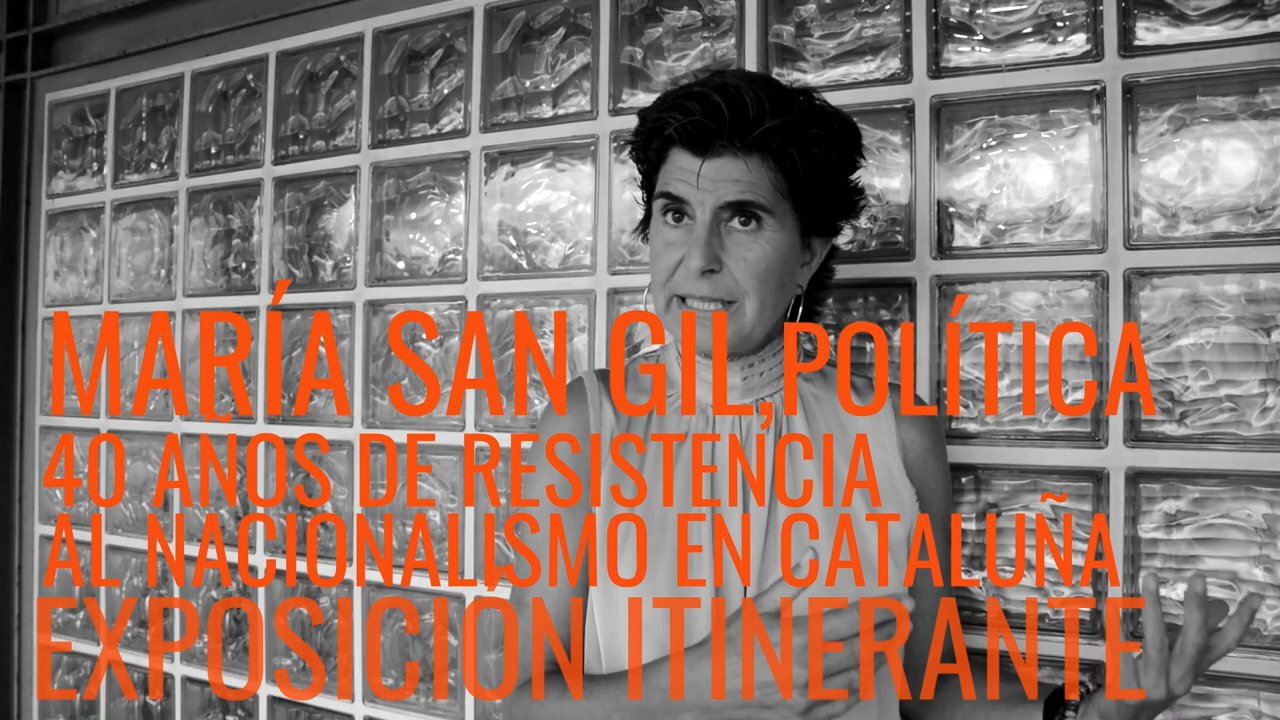 MARÍA SAN GIL, POLÍTICA
40 AÑOS DE RESISTENCIA
AL NACIONALISMO EN CATALUÑA
EXPOSICIÓN ITINERANTE